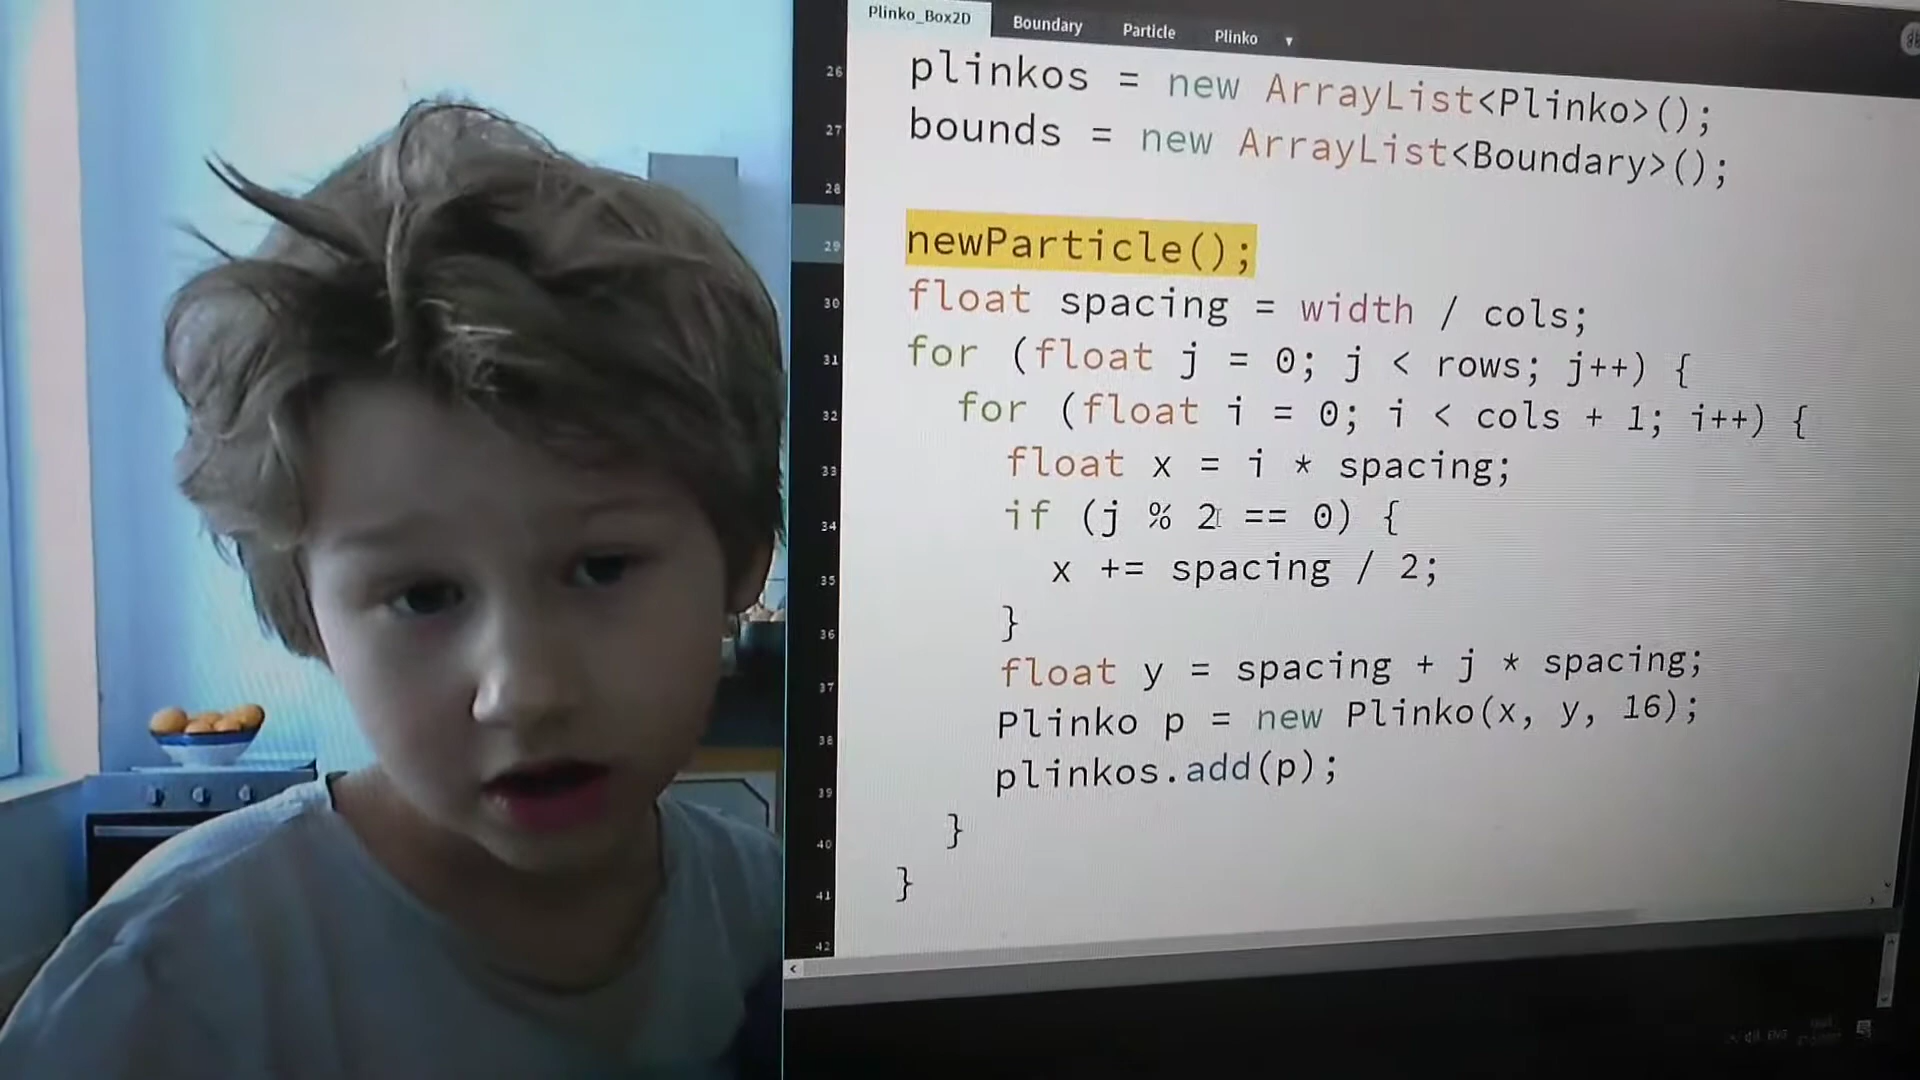 Plinko_Box2D Boundary Particle Plinko ▼
26 plinkos = new ArrayList<Plinko>();
27 bounds = new ArrayList<Boundary>();
28
29 newParticle();
30 float spacing = width / cols;
31 for (float j = 0; j < rows; j++) {
32 for (float i = 0; i < cols + 1; i++) {
33 float x = i * spacing;
34 if (j % 2 == 0) {
35 x += spacing / 2;
36 }
37 float y = spacing + j * spacing;
38 Plinko p = new Plinko(x, y, 16);
39 plinkos.add(p);
40 }
41 }
42